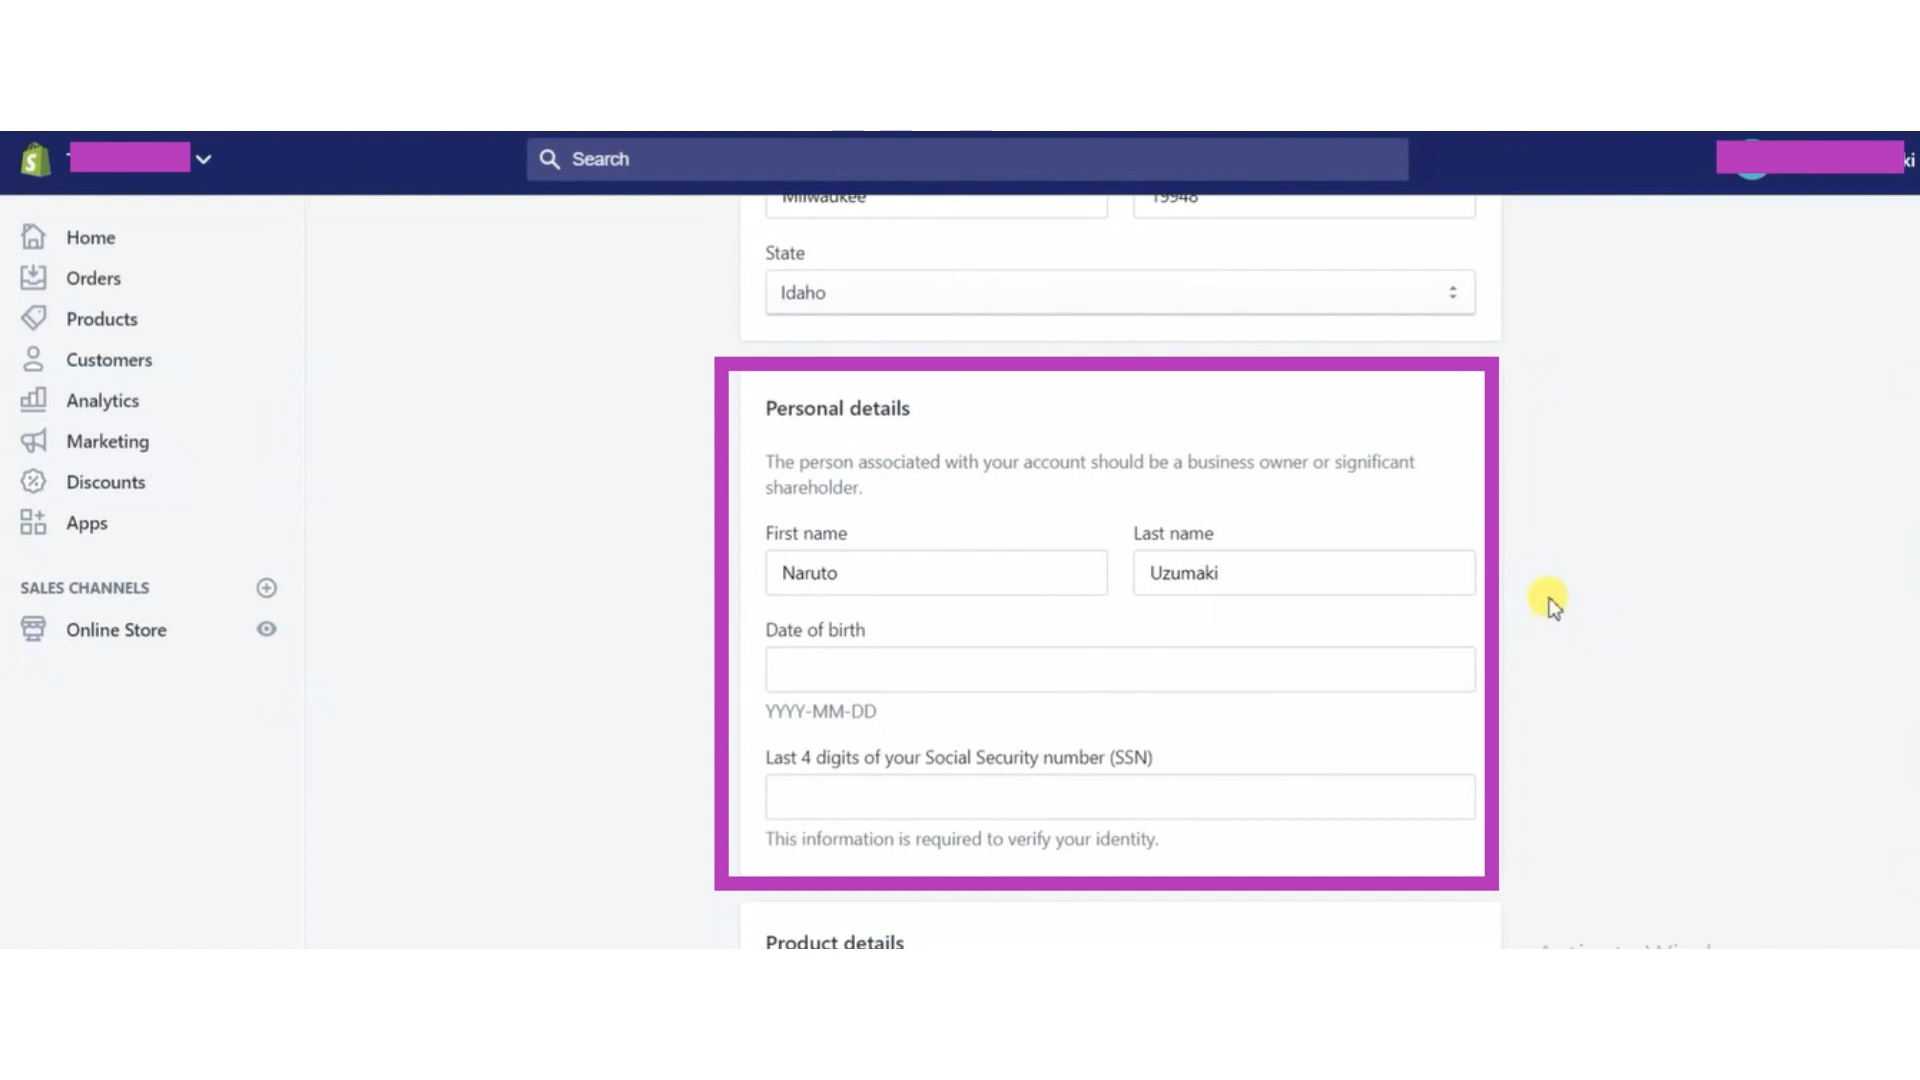 Search
ki
Home
Orders
Products
Customers
Analytics
Marketing
Discounts
Apps
SALES CHANNELS
Online Store
Milwaukee
19948
State
Idaho
Personal details
The person associated with your account should be a business owner or significant
shareholder.
First name
Last name
Naruto
Uzumaki
Date of birth
YYYY-MM-DD
Last 4 digits of your Social Security number (SSN)
This information is required to verify your identity.
Product details